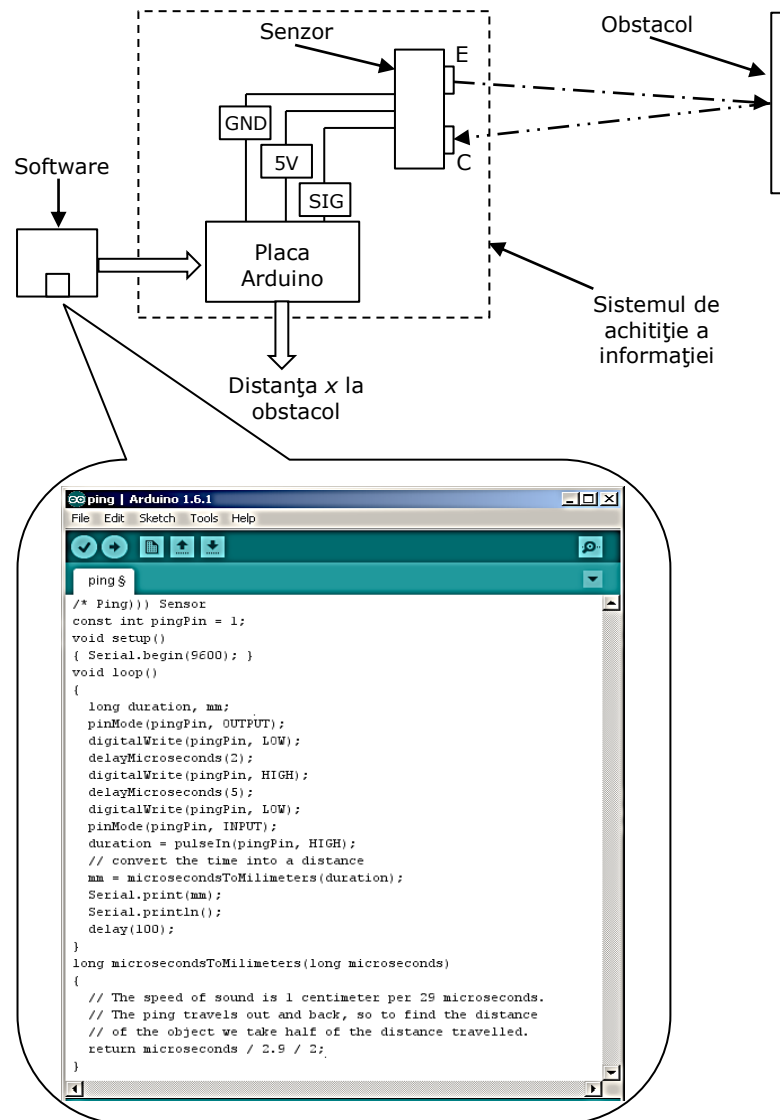 Senzor
Obstacol
E
GND
5V
C
Software
SIG
Placa
Arduino
Sistemul de
achitiţie a
informaţiei
Distanţa x la
obstacol
ping | Arduino 1.6.1
File Edit Sketch Tools Help
ping §
/* Ping))) Sensor
const int pingPin = 1;
void setup()
{ Serial.begin(9600); }
void loop()
{
long duration, mm;
pinMode(pingPin, OUTPUT);
digitalWrite(pingPin, LOW);
delayMicroseconds(2);
digitalWrite(pingPin, HIGH);
delayMicroseconds(5);
digitalWrite(pingPin, LOW);
pinMode(pingPin, INPUT);
duration = pulseIn(pingPin, HIGH);
// convert the time into a distance
mm = microsecondsToMilimeters(duration);
Serial.print(mm);
Serial.println();
delay(100);
}
long microsecondsToMilimeters(long microseconds)
{
// The speed of sound is 1 centimeter per 29 microseconds.
// The ping travels out and back, so to find the distance
// of the object we take half of the distance travelled.
return microseconds / 2.9 / 2;
}